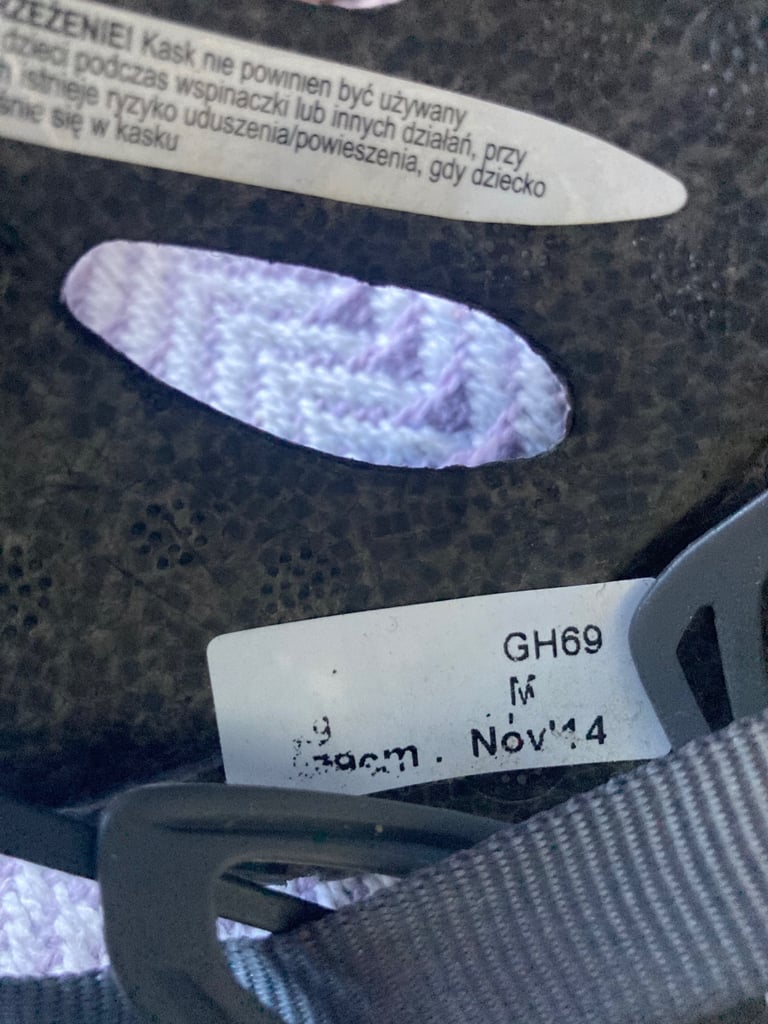 Kask nie powinien być używany
dzieci podczas wspinaczki lub innych działań, przy
istnieje ryzyko uduszenia/powieszenia, gdy dziecko
się w kasku
GH69
M
Nov'14